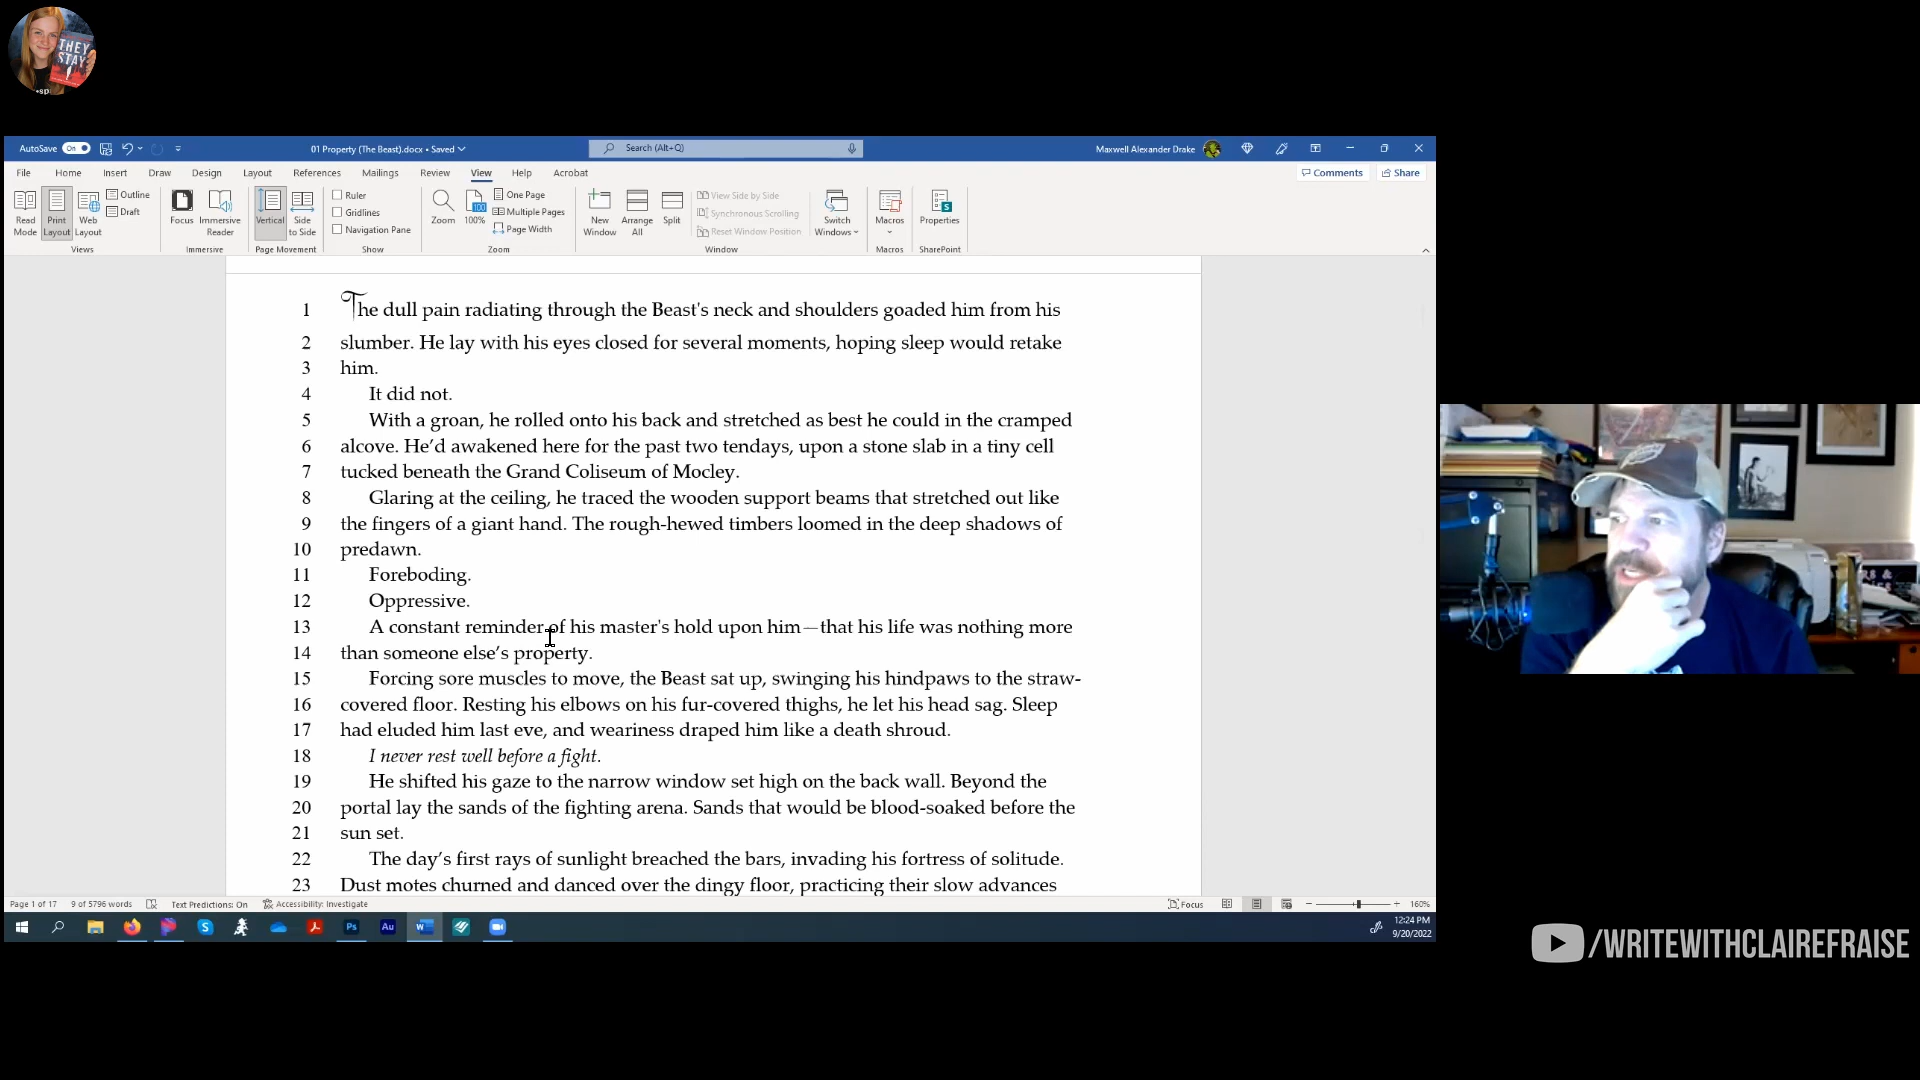 THEY
STAY
AutoSave On
01 Property (The Beast).docx • Saved
Search (Alt+Q)
Maxwell Alexander Drake
File Home Insert Draw Design Layout References Mailings Review View Help Acrobat
Comments Share
Read Mode
Print Layout
Web Layout
Outline
Draft
Views
Focus
Immersive Reader
Immersive
Vertical
Side to Side
Page Movement
Ruler
Gridlines
Navigation Pane
Show
Zoom
100
100%
One Page
Multiple Pages
Page Width
Zoom
New Window
Arrange All
Split
View Side by Side
Synchronous Scrolling
Reset Window Position
Window
Switch Windows
Macros
Macros
Properties
SharePoint
1 The dull pain radiating through the Beast's neck and shoulders goaded him from his
2 slumber. He lay with his eyes closed for several moments, hoping sleep would retake
3 him.
4 It did not.
5 With a groan, he rolled onto his back and stretched as best he could in the cramped
6 alcove. He’d awakened here for the past two tendays, upon a stone slab in a tiny cell
7 tucked beneath the Grand Coliseum of Mocley.
8 Glaring at the ceiling, he traced the wooden support beams that stretched out like
9 the fingers of a giant hand. The rough-hewed timbers loomed in the deep shadows of
10 predawn.
11 Foreboding.
12 Oppressive.
13 A constant reminder of his master's hold upon him—that his life was nothing more
14 than someone else’s property.
15 Forcing sore muscles to move, the Beast sat up, swinging his hindpaws to the straw-
16 covered floor. Resting his elbows on his fur-covered thighs, he let his head sag. Sleep
17 had eluded him last eve, and weariness draped him like a death shroud.
18 I never rest well before a fight.
19 He shifted his gaze to the narrow window set high on the back wall. Beyond the
20 portal lay the sands of the fighting arena. Sands that would be blood-soaked before the
21 sun set.
22 The day’s first rays of sunlight breached the bars, invading his fortress of solitude.
23 Dust motes churned and danced over the dingy floor, practicing their slow advances
Page 1 of 17 9 of 5796 words Text Predictions: On Accessibility: Investigate
Focus 160%
Ps Au W
12:24 PM
9/20/2022
/WRITEWITHCLAIREFRAISE